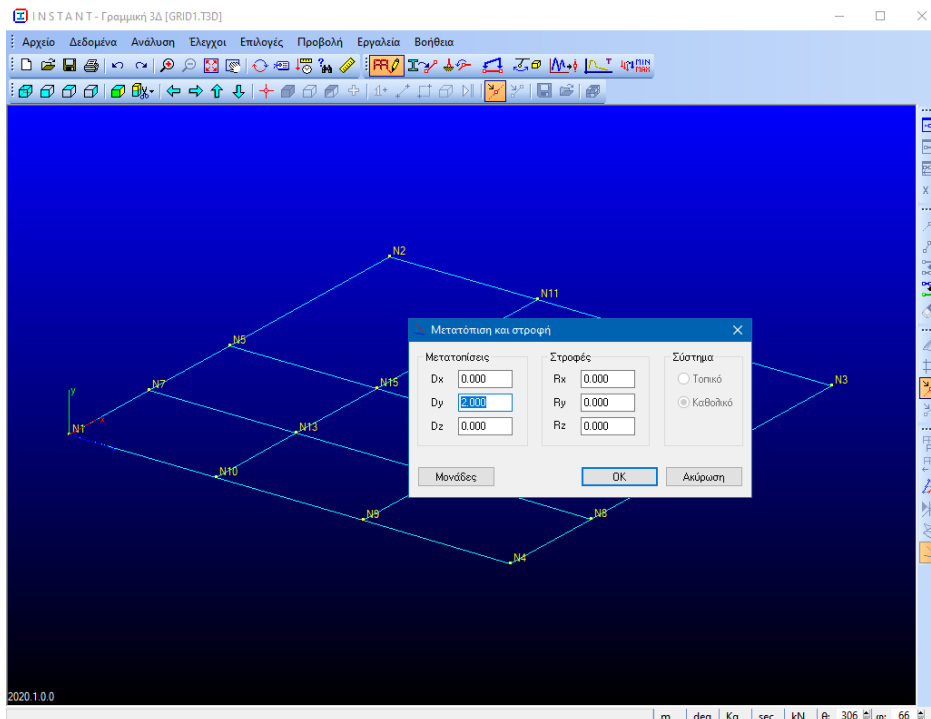 I N S T A N T - Γραμμική 3Δ [GRID1.T3D]
Αρχείο Δεδομένα Ανάλυση Έλεγχοι Επιλογές Προβολή Εργαλεία Βοήθεια
MIN
MAX
N2
N11
N5
N7
N15
N3
y
x
N1
N13
N10
N9
N8
N4
Μετατόπιση και στροφή
Μετατοπίσεις Στροφές Σύστημα
Dx 0.000 Rx 0.000 Τοπικό
Dy 2.000 Ry 0.000 Καθολικό
Dz 0.000 Rz 0.000
Μονάδες OK Ακύρωση
2020.1.0.0
m deg Kg sec kN θ: 306 φ: 66